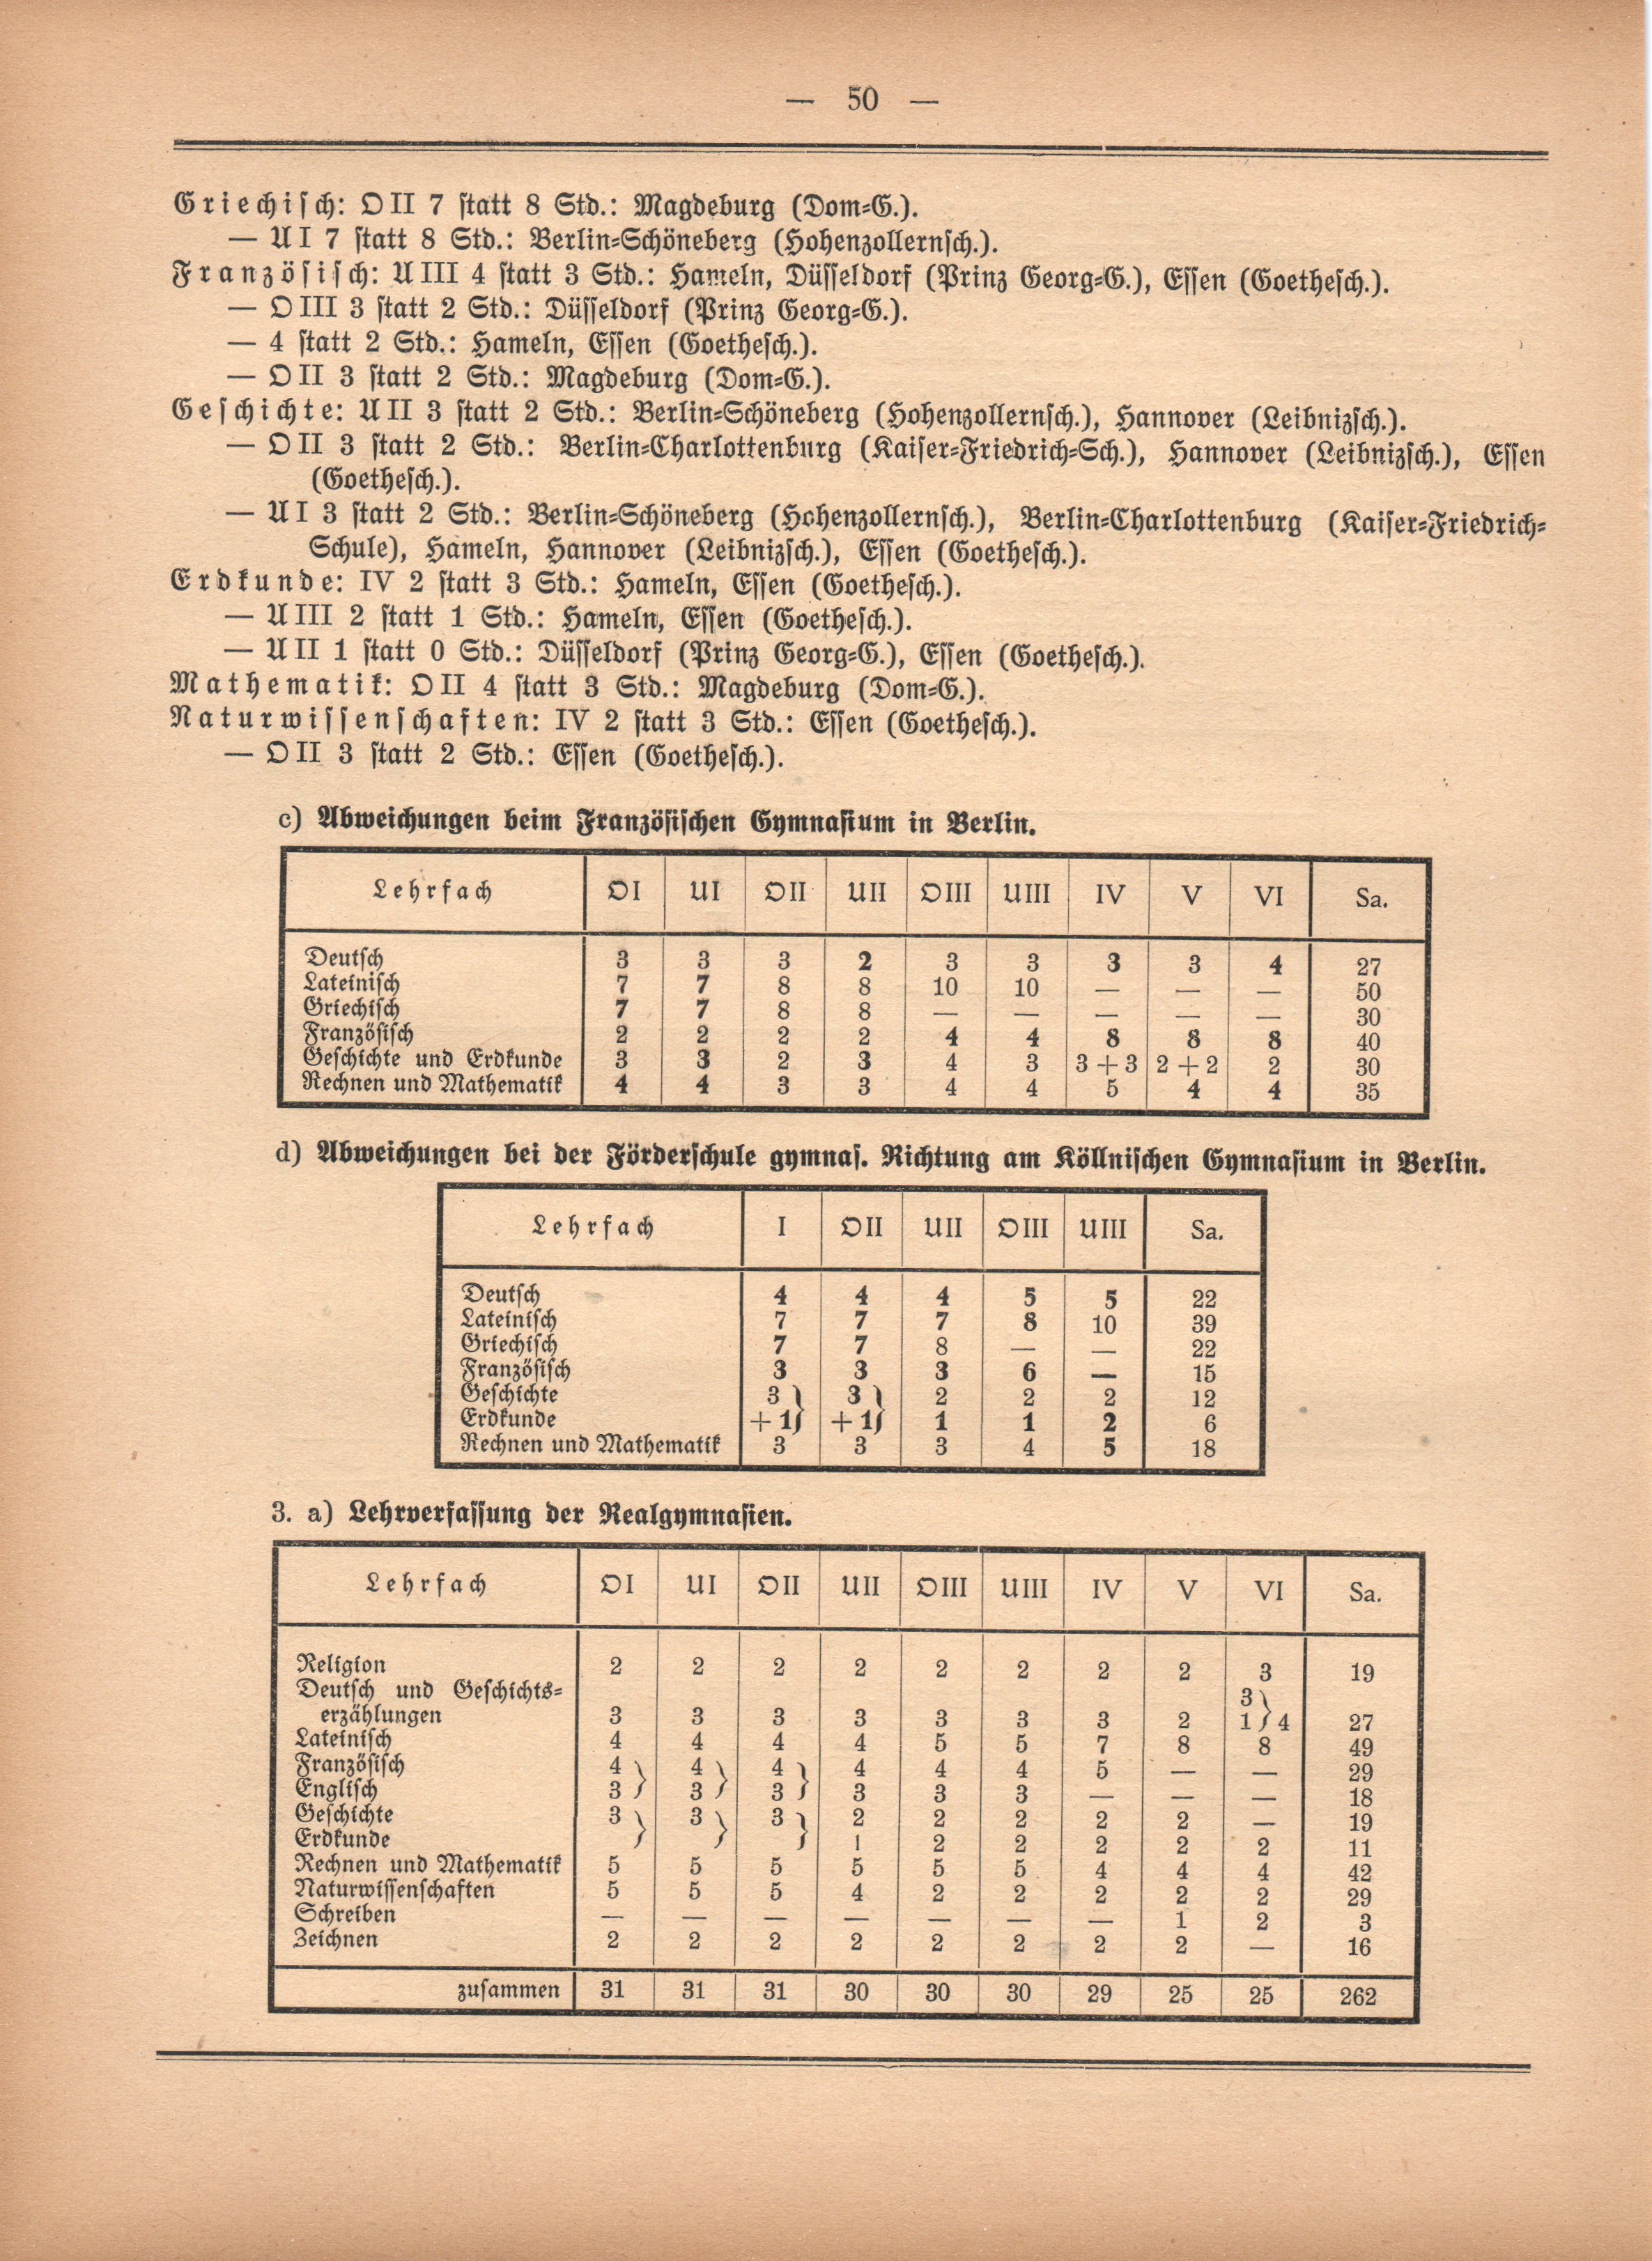 — 50 —
Griechiſch: O II 7 ſtatt 8 Std.: Magdeburg (Dom=G.).
— U I 7 ſtatt 8 Std.: Berlin=Schöneberg (Hohenzollernſch.).
Franzöſiſch: U III 4 ſtatt 3 Std.: Hameln, Düſſeldorf (Prinz Georg=G.), Eſſen (Goetheſch.).
— O III 3 ſtatt 2 Std.: Düſſeldorf (Prinz Georg=G.).
— 4 ſtatt 2 Std.: Hameln, Eſſen (Goetheſch.).
— O II 3 ſtatt 2 Std.: Magdeburg (Dom=G.).
Geſchichte: U II 3 ſtatt 2 Std.: Berlin=Schöneberg (Hohenzollernſch.), Hannover (Leibnizſch.).
— O II 3 ſtatt 2 Std.: Berlin=Charlottenburg (Kaiſer=Friedrich=Sch.), Hannover (Leibnizſch.), Eſſen
(Goetheſch.).
— U I 3 ſtatt 2 Std.: Berlin=Schöneberg (Hohenzollernſch.), Berlin=Charlottenburg (Kaiſer=Friedrich=
Schule), Hameln, Hannover (Leibnizſch.), Eſſen (Goetheſch.).
Erdkunde: IV 2 ſtatt 3 Std.: Hameln, Eſſen (Goetheſch.).
— U III 2 ſtatt 1 Std.: Hameln, Eſſen (Goetheſch.).
— U II 1 ſtatt 0 Std.: Düſſeldorf (Prinz Georg=G.), Eſſen (Goetheſch.).
Mathematik: O II 4 ſtatt 3 Std.: Magdeburg (Dom=G.).
Naturwiſſenſchaften: IV 2 ſtatt 3 Std.: Eſſen (Goetheſch.).
— O II 3 ſtatt 2 Std.: Eſſen (Goetheſch.).
c) Abweichungen beim Franzöſiſchen Gymnaſium in Berlin.
Lehrfach OI UI OII UII OIII UIII IV V VI Sa.
Deutſch 3 3 3 2 3 3 3 3 4 27
Lateiniſch 7 7 8 8 10 10 — — — 50
Griechiſch 7 7 8 8 — — — — — 30
Franzöſiſch 2 2 2 2 4 4 8 8 8 40
Geſchichte und Erdkunde 3 3 2 3 4 3 3 + 3 2 + 2 2 30
Rechnen und Mathematik 4 4 3 3 4 4 5 4 4 35
d) Abweichungen bei der Förderſchule gymnaſ. Richtung am Köllniſchen Gymnaſium in Berlin.
Lehrfach I OII UII OIII UIII Sa.
Deutſch 4 4 4 5 5 22
Lateiniſch 7 7 7 8 10 39
Griechiſch 7 7 8 — — 22
Franzöſiſch 3 3 3 6 — 15
Geſchichte 3 3 2 2 2 12
Erdkunde + 1 + 1 1 1 2 6
Rechnen und Mathematik 3 3 3 4 5 18
3. a) Lehrverfaſſung der Realgymnaſien.
Lehrfach OI UI OII UII OIII UIII IV V VI Sa.
Religion 2 2 2 2 2 2 2 2 3 19
Deutſch und Geſchichts= 3
erzählungen 3 3 3 3 3 3 3 2 1 } 4 27
Lateiniſch 4 4 4 4 5 5 7 8 8 49
Franzöſiſch 4 4 4 4 4 4 5 — — 29
Engliſch 3 3 3 3 3 3 — — — 18
Geſchichte 3 3 3 2 2 2 2 2 — 19
Erdkunde 1 2 2 2 2 2 11
Rechnen und Mathematik 5 5 5 5 5 5 4 4 4 42
Naturwiſſenſchaften 5 5 5 4 2 2 2 2 2 29
Schreiben — — — — — — — 1 2 3
Zeichnen 2 2 2 2 2 2 2 2 — 16
zuſammen 31 31 31 30 30 30 29 25 25 262